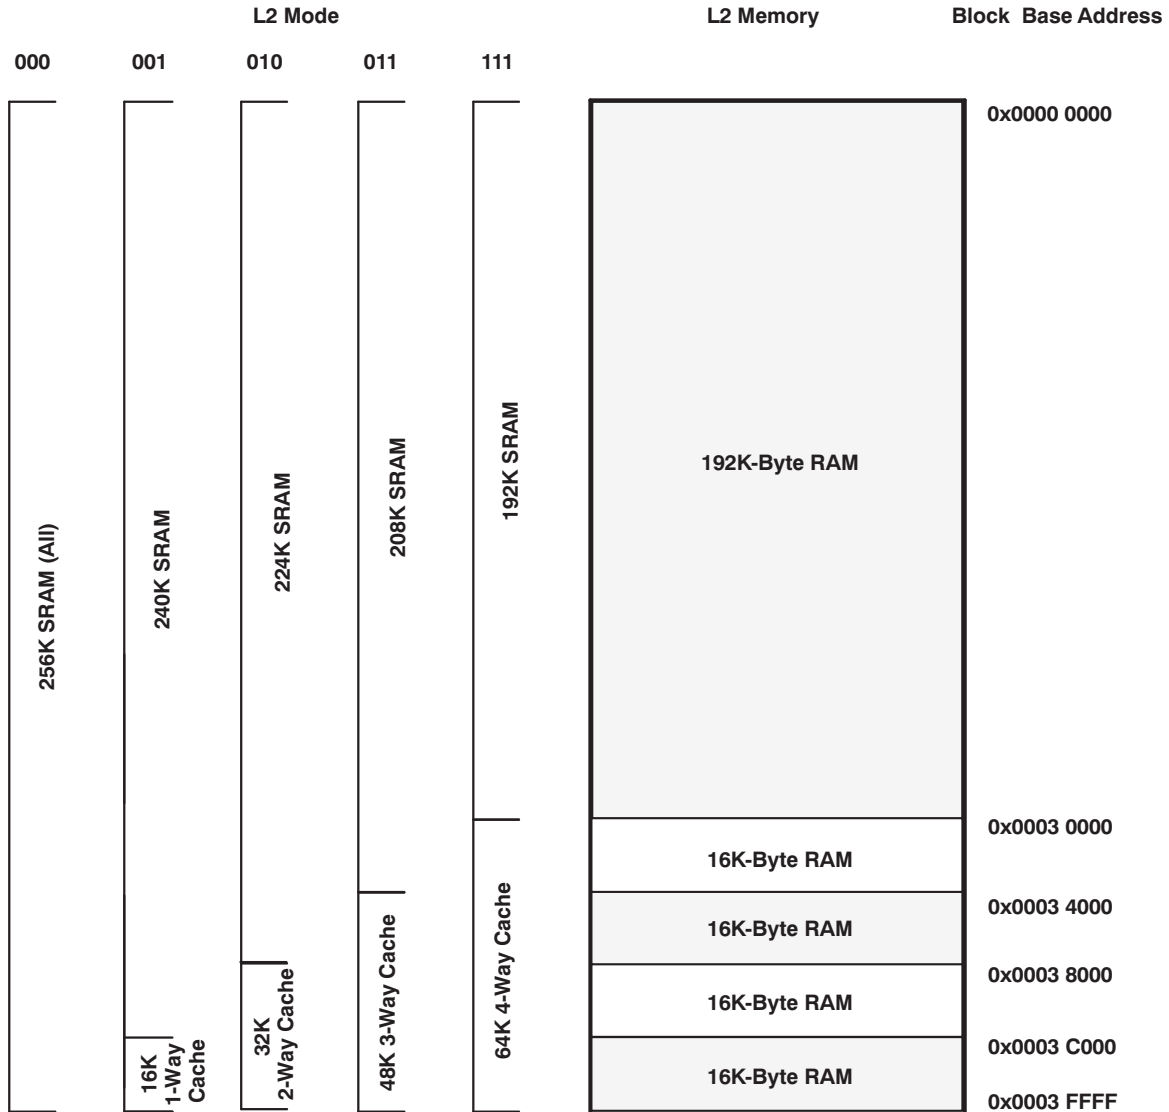 L2 Mode
L2 Memory
Block Base Address
000
001
010
011
111
0x0000 0000
256K SRAM (All)
240K SRAM
224K SRAM
208K SRAM
192K SRAM
192K-Byte RAM
0x0003 0000
16K-Byte RAM
0x0003 4000
16K-Byte RAM
0x0003 8000
16K-Byte RAM
0x0003 C000
16K-Byte RAM
0x0003 FFFF
16K
1-Way
Cache
32K
2-Way Cache
48K 3-Way Cache
64K 4-Way Cache